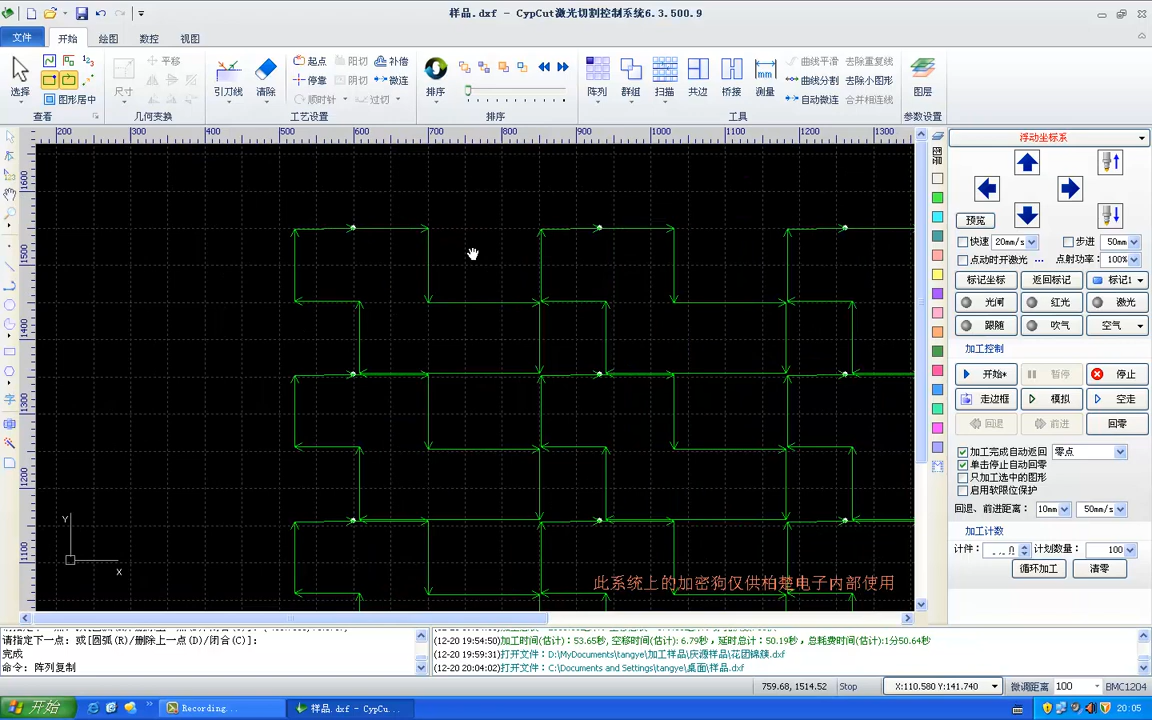 样品.dxf - CypCut激光切割控制系统6.3.500.9
文件 开始 绘图 数控 视图
选择 图形居中 查看
尺寸 平移 几何变换
引刀线 清除 起点 停靠 顺时针 阳切 阴切 过切 补偿 微连 工艺设置
排序 排序
阵列 群组 扫描 共边 桥接 测量 曲线平滑 曲线分割 自动微连 去除重复线 去除小图形 合并相连线 工具
图层 参数设置
200 300 400 500 600 700 800 900 1000 1100 1200 1300
1600
1500
1400
1300
1200
1100
Y
X
此系统上的加密狗仅供柏楚电子内部使用
浮动坐标系
预览
快速 20mm/s 步进 50mm
点动时开激光 点射功率: 100%
标记坐标 返回标记 标记1
光闸 红光 激光
跟随 吹气 空气
加工控制
开始* 暂停 停止
走边框 模拟 空走
回退 前进 回零
加工完成自动返回 零点
单击停止自动回零
只加工选中的图形
启用软限位保护
回退、前进距离: 10mm 50mm/s
加工计数
计件: 计划数量: 100
循环加工 清零
请指定下一点: 或[圆弧(R)/删除上一点(D)/闭合(C)]:
完成
命令: 阵列复制
(12-20 19:54:50)加工时间(估计): 53.65秒, 空移时间(估计): 6.79秒, 延时总计: 50.19秒, 总耗费时间(估计):1分50.64秒
(12-20 19:59:31)打开文件: D:\MyDocuments\tangye\加工样品\庆源样品\花团锦簇.dxf
(12-20 20:04:02)打开文件: C:\Documents and Settings\tangye\桌面\样品.dxf
759.68, 1514.52 Stop X:110.580 Y:141.740 微调距离 100 BMC1204
开始 Recording... 样品.dxf - CypCu... 20:05